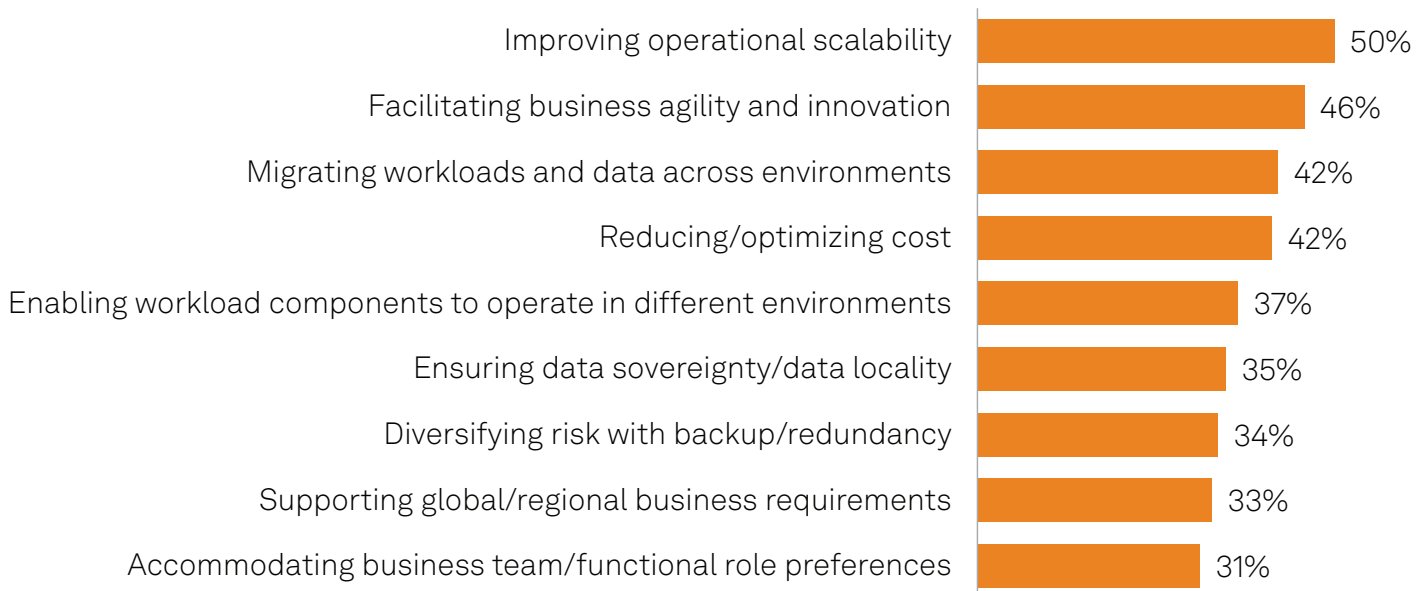 Improving operational scalability 50%
Facilitating business agility and innovation 46%
Migrating workloads and data across environments 42%
Reducing/optimizing cost 42%
Enabling workload components to operate in different environments 37%
Ensuring data sovereignty/data locality 35%
Diversifying risk with backup/redundancy 34%
Supporting global/regional business requirements 33%
Accommodating business team/functional role preferences 31%